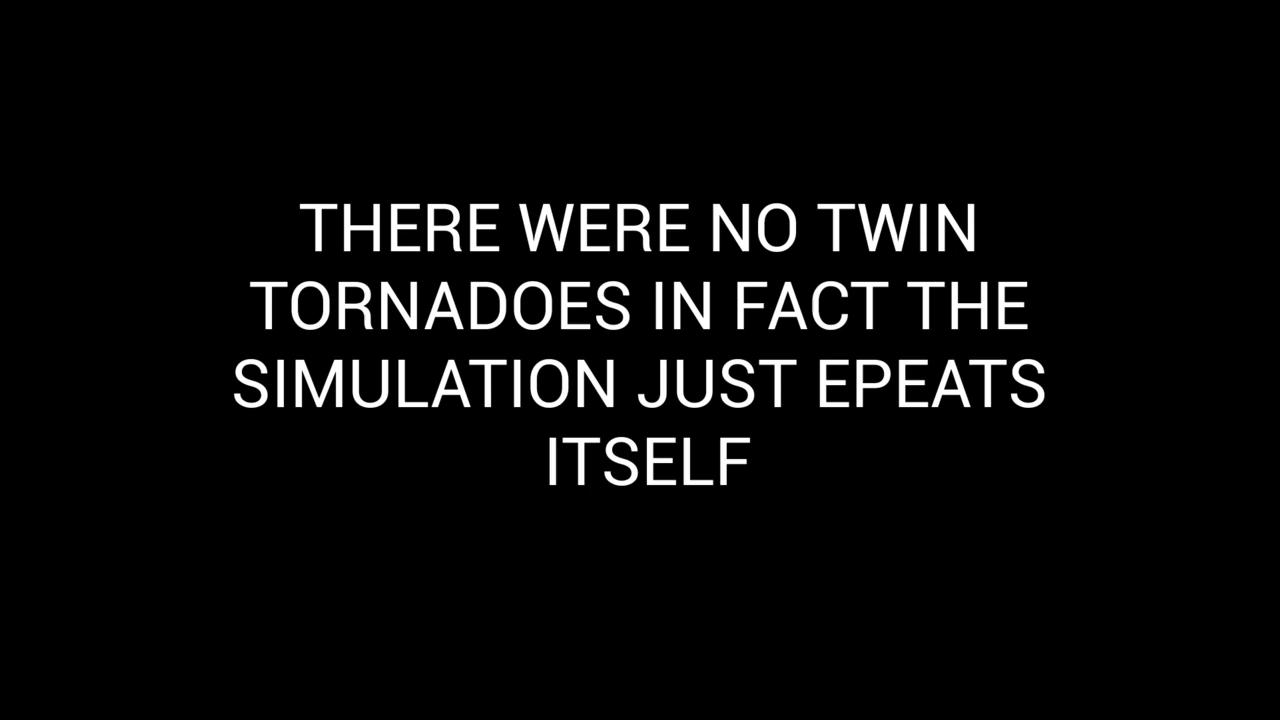 THERE WERE NO TWIN
TORNADOES IN FACT THE
SIMULATION JUST EPEATS
ITSELF